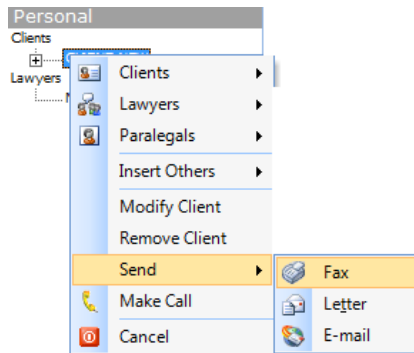 Personal
Clients
Lawyers
Clients
Lawyers
Paralegals
Insert Others
Modify Client
Remove Client
Send
Make Call
Cancel
Fax
Letter
E-mail